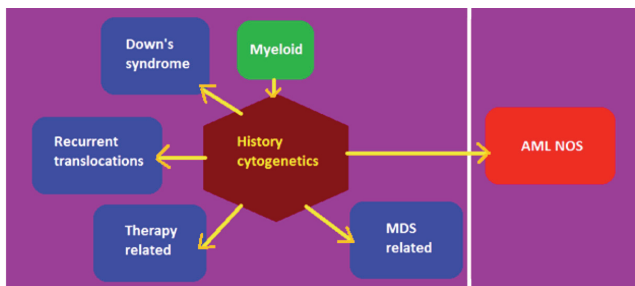 Down's
syndrome
Myeloid
Recurrent
translocations
History
cytogenetics
AML NOS
Therapy
related
MDS
related